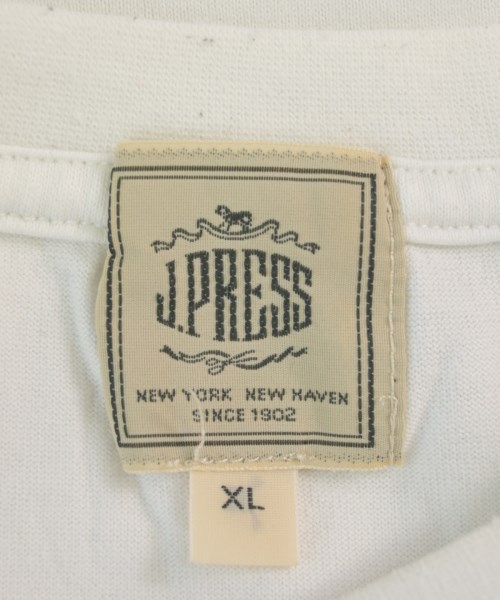 J.PRESS
NEW YORK NEW HAVEN
SINCE 1902
XL